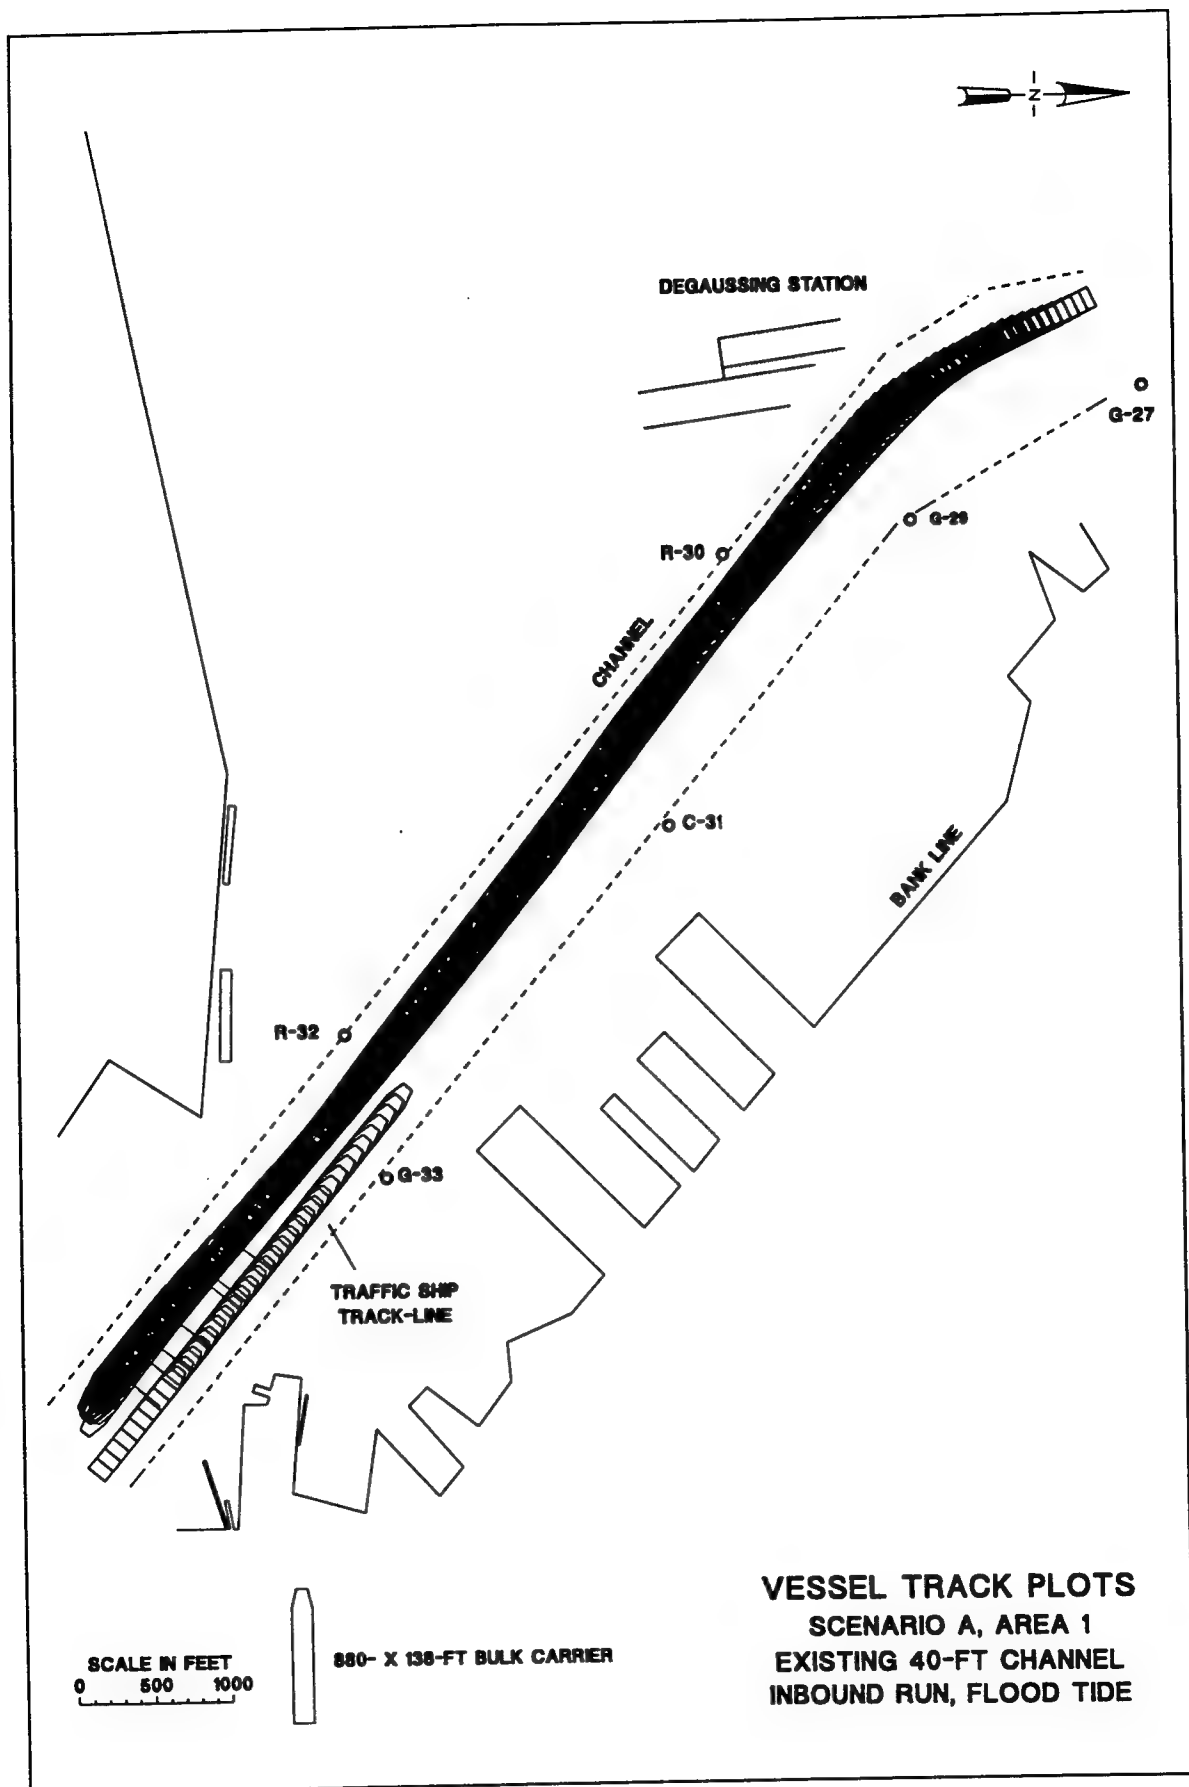 N
DEGAUSSING STATION
G-27
G-29
R-30
CHANNEL
C-31
BANK LINE
R-32
G-33
TRAFFIC SHIP
TRACK-LINE
VESSEL TRACK PLOTS
SCENARIO A, AREA 1
EXISTING 40-FT CHANNEL
INBOUND RUN, FLOOD TIDE
880- X 138-FT BULK CARRIER
SCALE IN FEET
0 500 1000